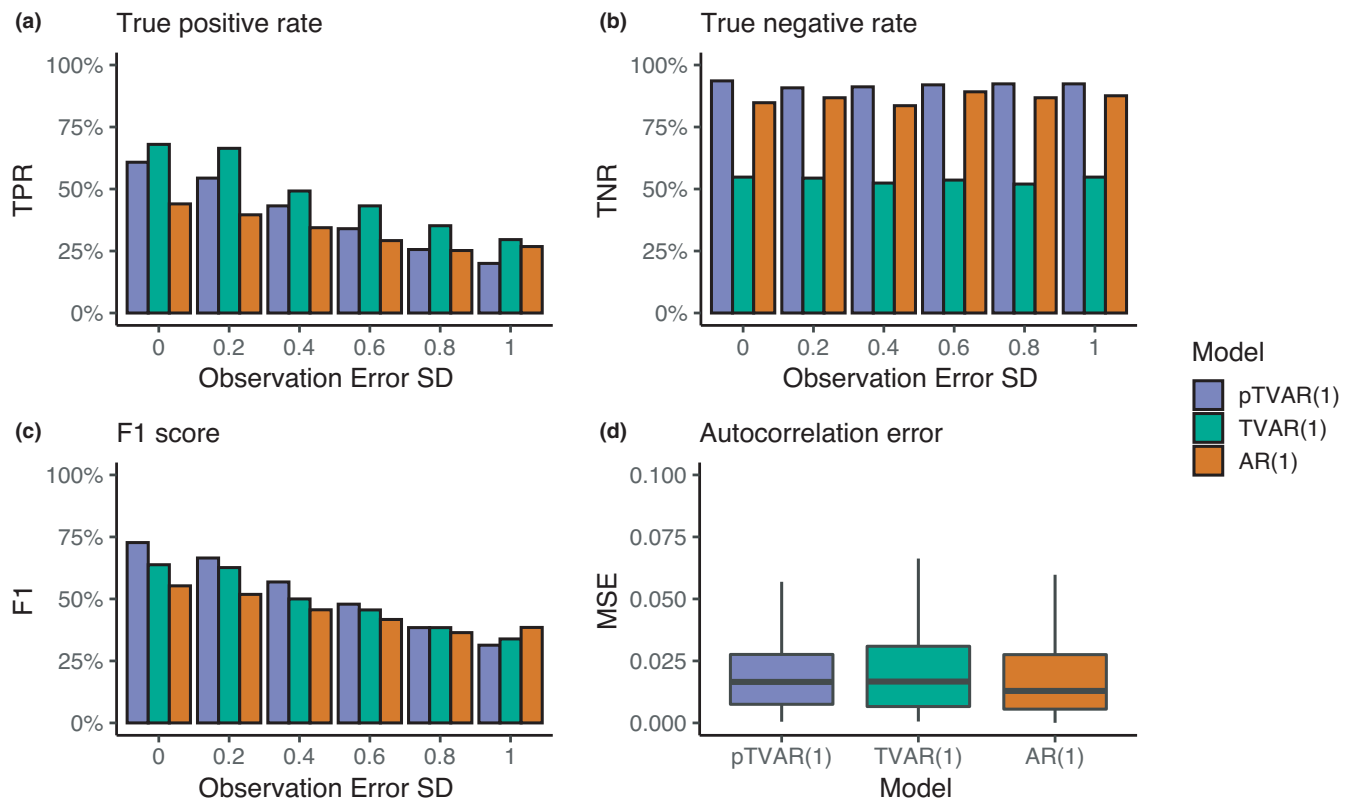 (a) True positive rate
100%
75%
50%
25%
0%
TPR
0 0.2 0.4 0.6 0.8 1
Observation Error SD
(b) True negative rate
100%
75%
50%
25%
0%
TNR
0 0.2 0.4 0.6 0.8 1
Observation Error SD
(c) F1 score
100%
75%
50%
25%
0%
F1
0 0.2 0.4 0.6 0.8 1
Observation Error SD
(d) Autocorrelation error
0.100
0.075
0.050
0.025
0.000
MSE
pTVAR(1) TVAR(1) AR(1)
Model
Model
pTVAR(1)
TVAR(1)
AR(1)